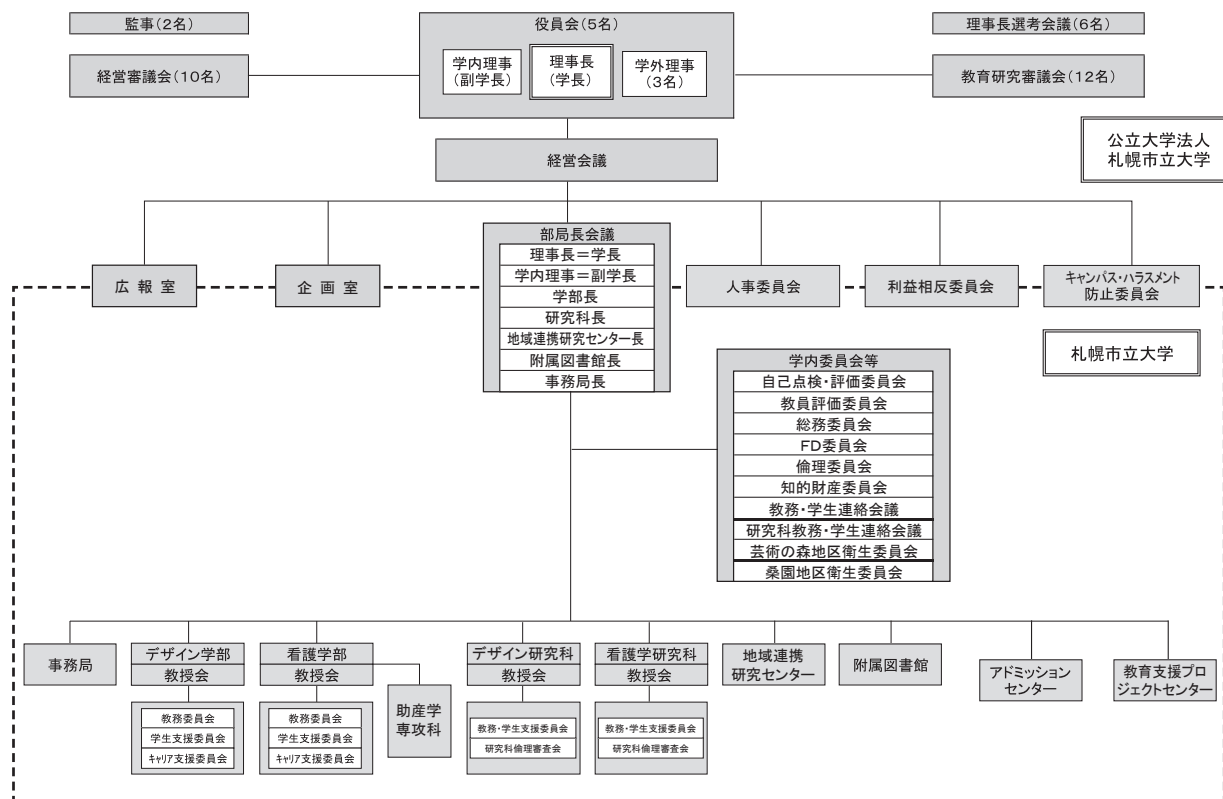 監事(2名)
役員会(5名)
理事長選考会議(6名)
経営審議会(10名)
学内理事
(副学長)
理事長
(学長)
学外理事
(3名)
教育研究審議会(12名)
公立大学法人
札幌市立大学
経営会議
部局長会議
理事長=学長
学内理事=副学長
学部長
研究科長
地域連携研究センター長
附属図書館長
事務局長
広報室
企画室
人事委員会
利益相反委員会
キャンパス・ハラスメント
防止委員会
札幌市立大学
学内委員会等
自己点検・評価委員会
教員評価委員会
総務委員会
FD委員会
倫理委員会
知的財産委員会
教務・学生連絡会議
研究科教務・学生連絡会議
芸術の森地区衛生委員会
桑園地区衛生委員会
事務局
デザイン学部
教授会
教務委員会
学生支援委員会
キャリア支援委員会
看護学部
教授会
教務委員会
学生支援委員会
キャリア支援委員会
助産学
専攻科
デザイン研究科
教授会
教務・学生支援委員会
研究科倫理審査会
看護学研究科
教授会
教務・学生支援委員会
研究科倫理審査会
地域連携
研究センター
附属図書館
アドミッション
センター
教育支援プロ
ジェクトセンター